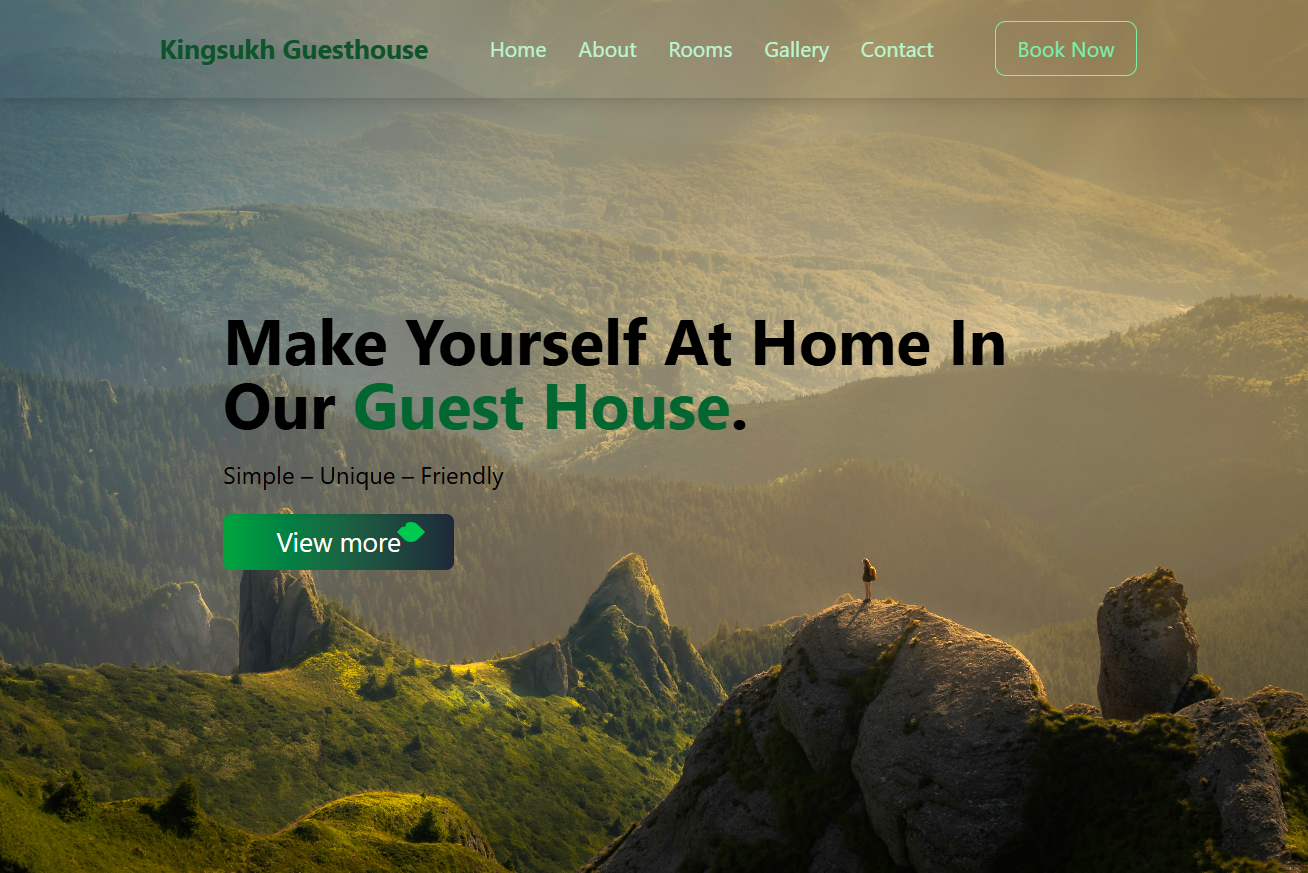 Kingsukh Guesthouse Home About Rooms Gallery Contact Book Now
Make Yourself At Home In
Our Guest House.
Simple – Unique – Friendly
View more